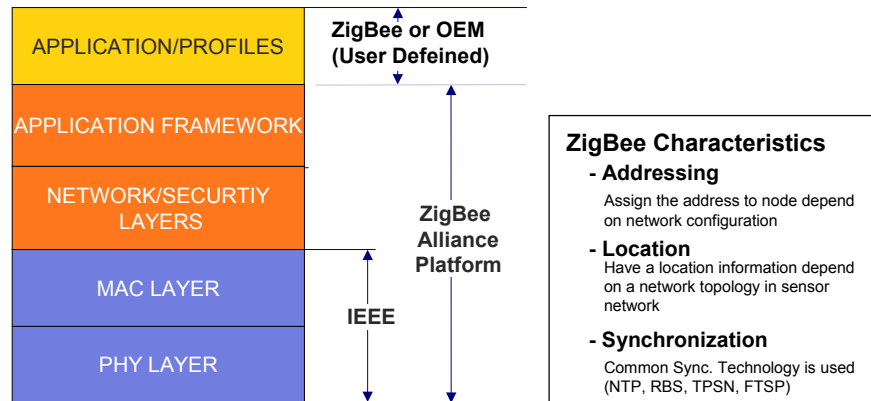 APPLICATION/PROFILES
APPLICATION FRAMEWORK
NETWORK/SECURTIY
LAYERS
MAC LAYER
PHY LAYER
ZigBee or OEM
(User Defeined)
ZigBee
Alliance
Platform
IEEE
ZigBee Characteristics
- Addressing
Assign the address to node depend
on network configuration
- Location
Have a location information depend
on a network topology in sensor
network
- Synchronization
Common Sync. Technology is used
(NTP, RBS, TPSN, FTSP)